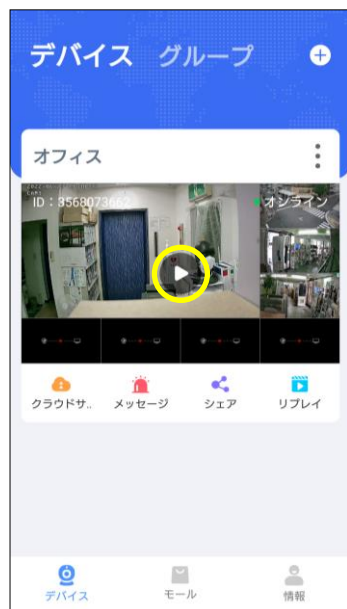 デバイス グループ
オフィス
ID：3568073662
オンライン
クラウドサ.. メッセージ シェア リプレイ
デバイス モール 情報